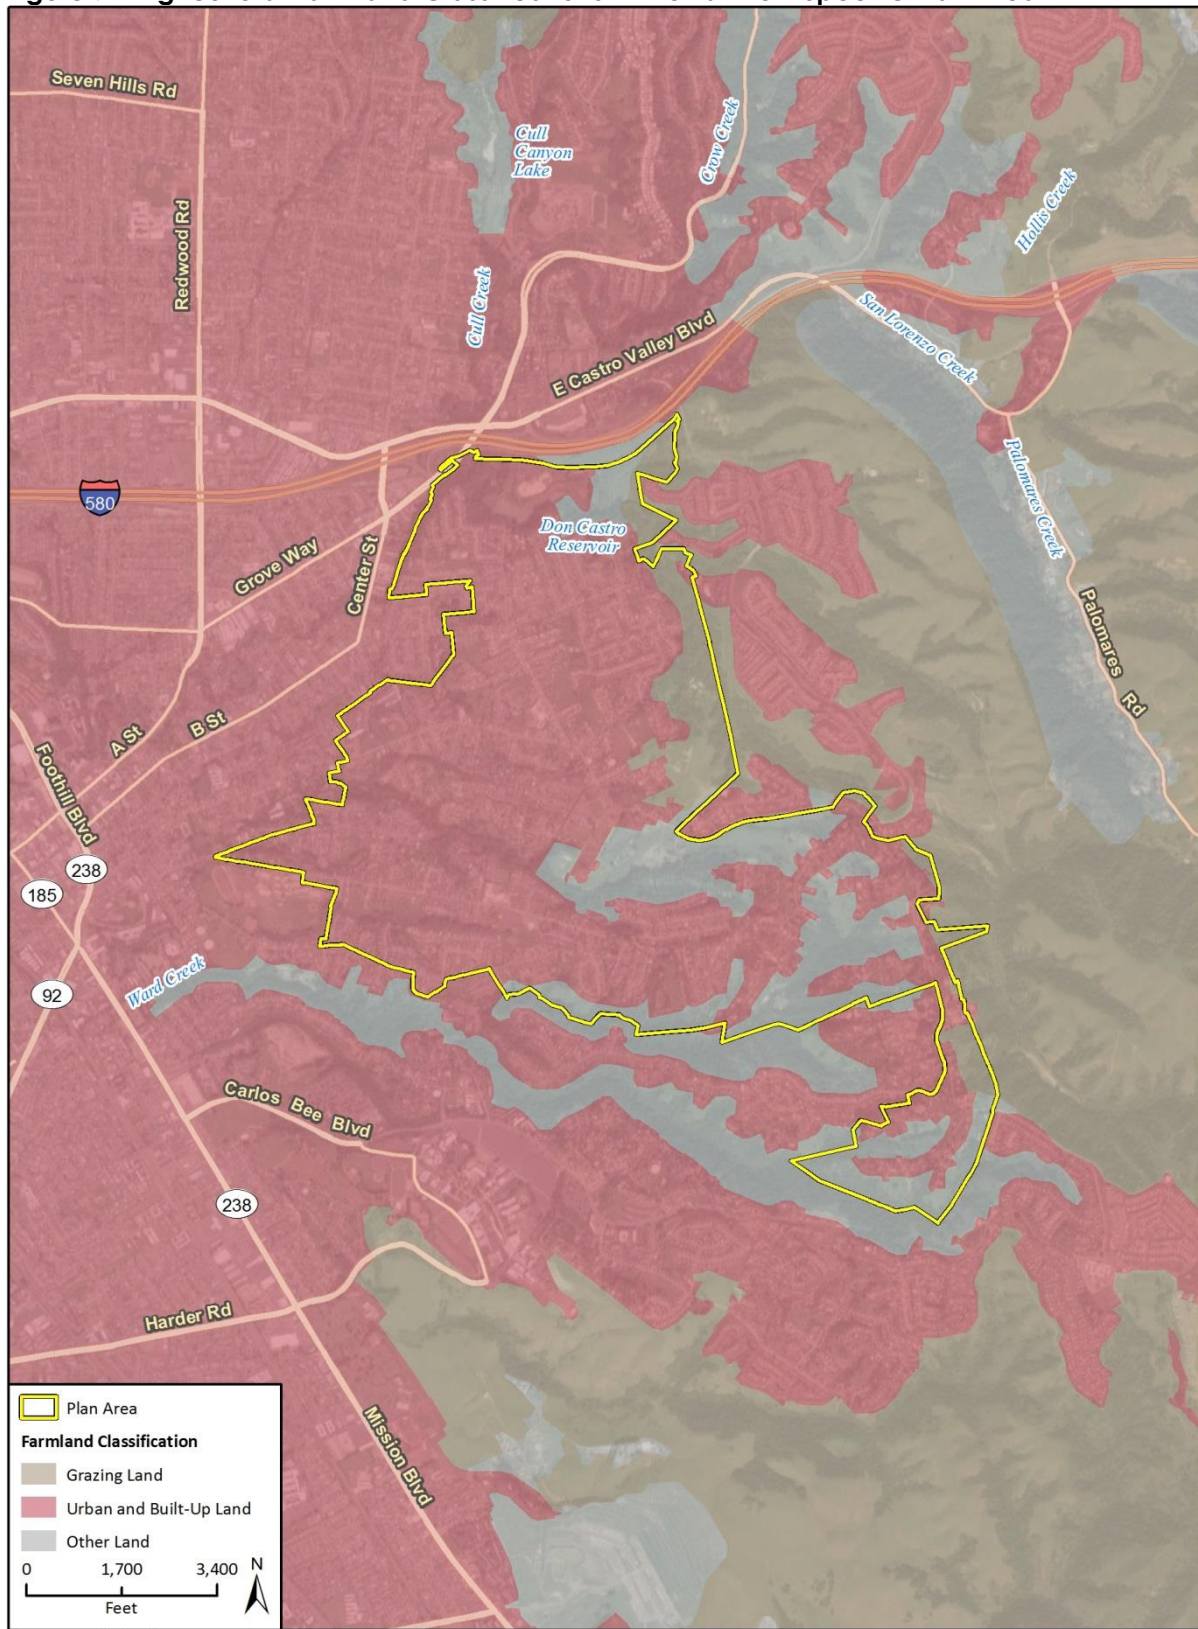 Seven Hills Rd
Cull
Canyon
Lake
Crow Creek
Redwood Rd
Hollis Creek
Cull Creek
San Lorenzo Creek
E Castro Valley Blvd
580
Palomares Creek
Don Castro
Reservoir
Grove Way
Center St
Palomares Rd
A St
B St
Foothill Blvd
238
185
92
Ward Creek
Carlos Bee Blvd
238
Harder Rd
Mission Blvd
Plan Area
Farmland Classification
Grazing Land
Urban and Built-Up Land
Other Land
0 1,700 3,400
Feet
N